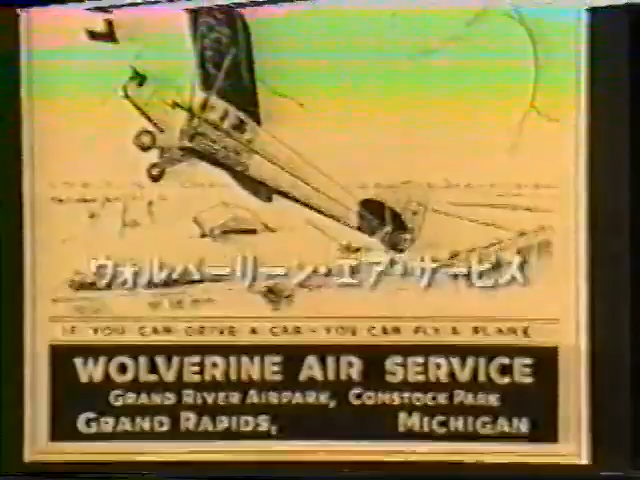 ウォルバーリーン・エア・サービス
IF YOU CAN DRIVE A CAR - YOU CAN FLY A PLANE
WOLVERINE AIR SERVICE
GRAND RIVER AIRPARK, COMSTOCK PARK
GRAND RAPIDS, MICHIGAN